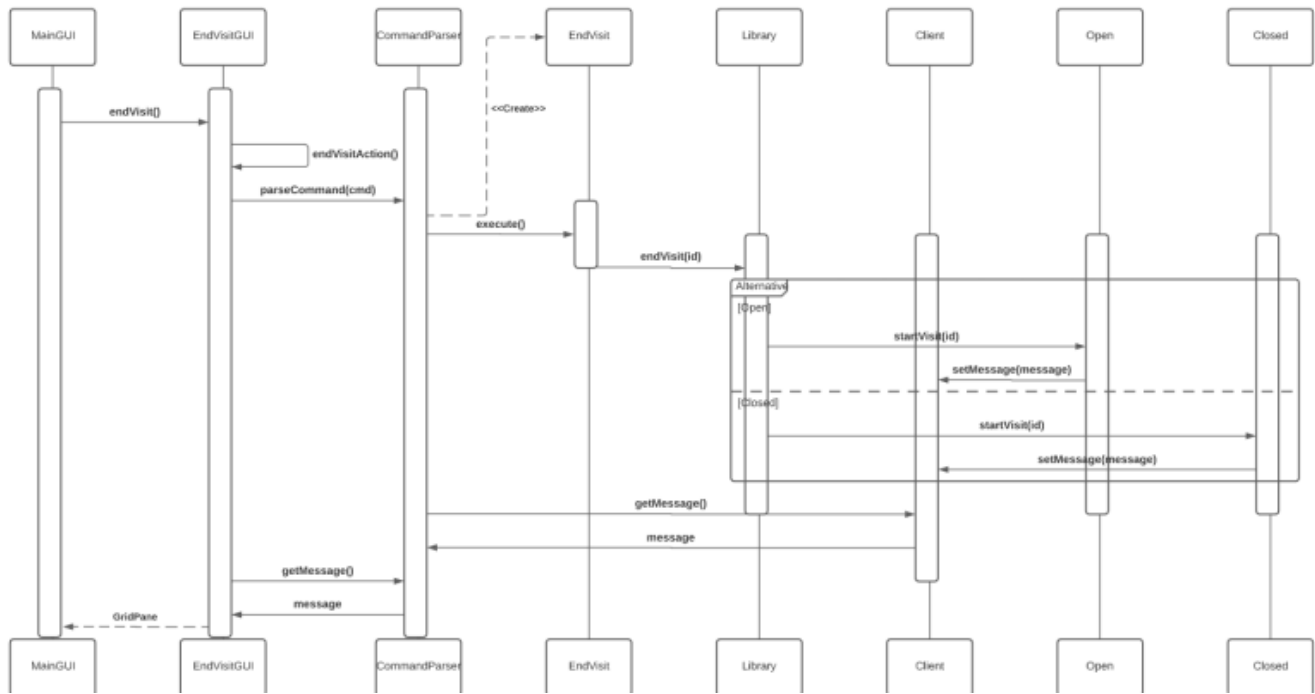 MainGUI
EndVisitGUI
CommandParser
EndVisit
Library
Client
Open
Closed
<<Create>>
endVisit()
endVisitAction()
parseCommand(cmd)
execute()
endVisit(id)
Alternative
[Open]
startVisit(id)
setMessage(message)
[Closed]
startVisit(id)
setMessage(message)
getMessage()
message
getMessage()
message
GridPane
MainGUI
EndVisitGUI
CommandParser
EndVisit
Library
Client
Open
Closed